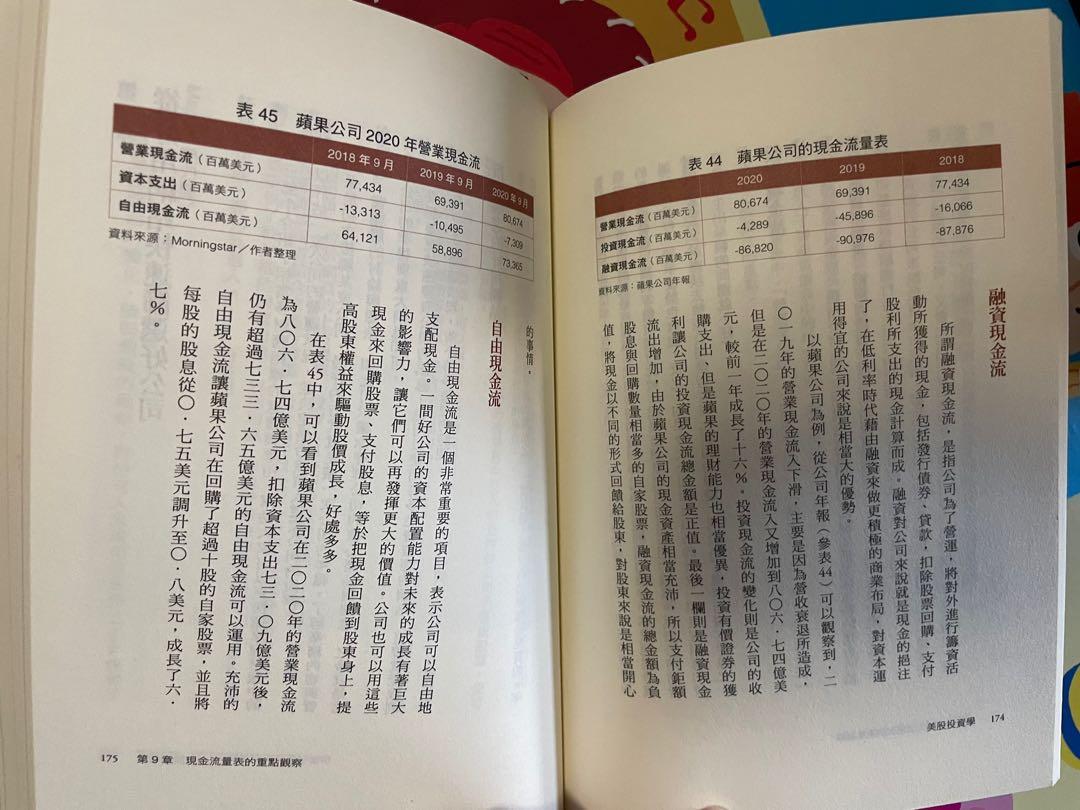 表 44 蘋果公司的現金流量表
2020 2019 2018
營業現金流（百萬美元） 80,674 69,391 77,434
投資現金流（百萬美元） -4,289 -45,896 -16,066
融資現金流（百萬美元） -86,820 -90,976 -87,876
資料來源：蘋果公司年報
融資現金流
所謂融資現金流，是指公司為了營運，將對外進行籌資活
動所獲得的現金，包括發行債券、貸款，扣除股票回購、支付
股利所支出的現金計算而成。融資對公司來說就是現金的挹注
了，在低利率時代藉由融資來做更積極的商業布局，對資本運
用得宜的公司來說是相當大的優勢。
以蘋果公司為例，從公司年報（參表44）可以觀察到，二
〇一九年的營業現金流入下滑，主要是因為營收衰退所造成，
但是在二〇二〇年的營業現金流入又增加到八〇六．七四億美
元，較前一年成長了十六%。投資現金流的變化則是公司的收
購支出、但是蘋果的理財能力也相當優異，投資有價證券的獲
利讓公司的投資現金流總金額是正值。最後一欄則是融資現金
流出增加，由於蘋果公司的現金資產相當充沛，所以支付鉅額
股息與回購數量相當多的自家股票，融資現金流的總金額為負
值，將現金以不同的形式回饋給股東，對股東來說是相當開心
美股投資學 174
表 45 蘋果公司 2020 年營業現金流
2018 年 9 月 2019 年 9 月 2020 年 9 月
營業現金流（百萬美元） 77,434 69,391 80,674
資本支出（百萬美元） -13,313 -10,495 -7,309
自由現金流（百萬美元） 64,121 58,896 73,365
資料來源：Morningstar／作者整理
的事情。
自由現金流
自由現金流是一個非常重要的項目，表示公司可以自由地
支配現金。一間好公司的資本配置能力對未來的成長有著巨大
的影響力，讓它們可以再發揮更大的價值。公司也可以用這些
現金來回購股票、支付股息，等於把現金回饋到股東身上，提
高股東權益來驅動股價成長，好處多多。
在表45中，可以看到蘋果公司在二〇二〇年的營業現金流
為八〇六．七四億美元，扣除資本支出七三．〇九億美元後，
仍有超過七三三．六五億美元的自由現金流可以運用。充沛的
自由現金流讓蘋果公司在回購了超過十股的自家股票，並且將
每股的股息從〇．七五美元調升至〇．八美元，成長了六．
七%。
175 第 9 章 現金流量表的重點觀察